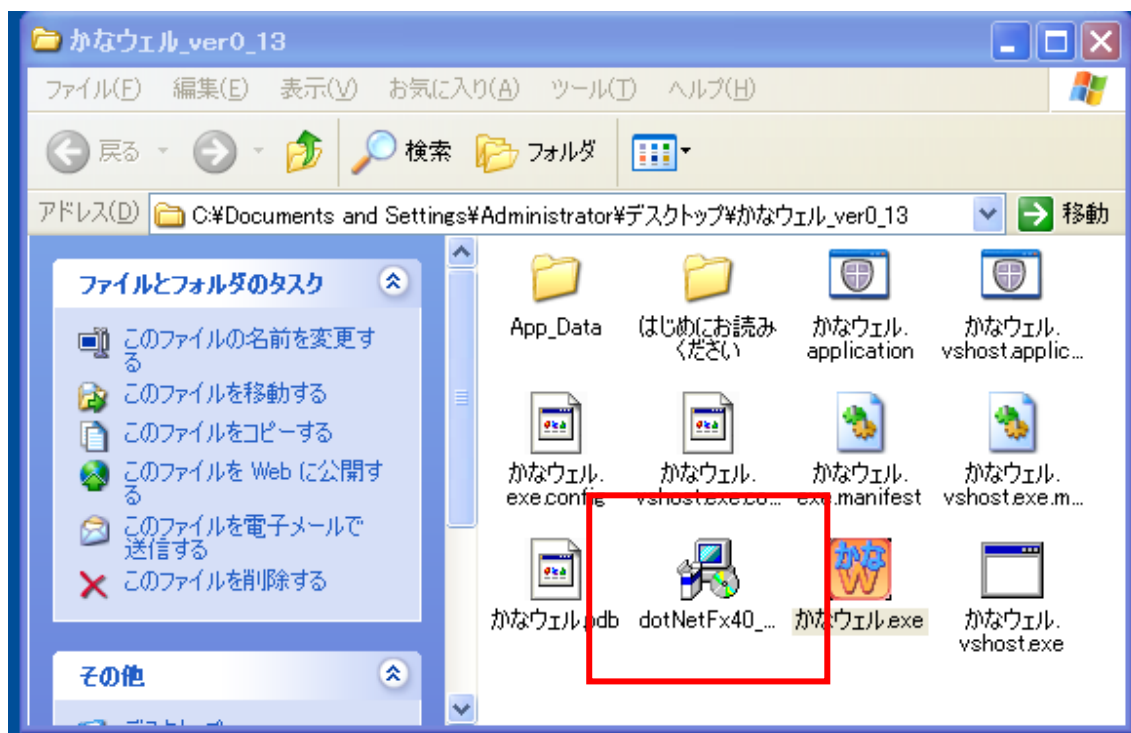 かなウェル_ver0_13
ファイル(F) 編集(E) 表示(V) お気に入り(A) ツール(T) ヘルプ(H)
戻る 検索 フォルダ
アドレス(D) C:¥Documents and Settings¥Administrator¥デスクトップ¥かなウェル_ver0_13 移動
ファイルとフォルダのタスク
このファイルの名前を変更す
る
このファイルを移動する
このファイルをコピーする
このファイルを Web に公開す
る
このファイルを電子メールで
送信する
このファイルを削除する
その他
App_Data
はじめにお読み
ください
かなウェル.
application
かなウェル.
vshost.applic...
かなウェル.
exe.config
かなウェル.
vshost.exe.co...
かなウェル.
exe.manifest
かなウェル.
vshost.exe.m...
かなウェル.pdb
dotNetFx40_...
かな
W
かなウェル.exe
かなウェル.
vshost.exe